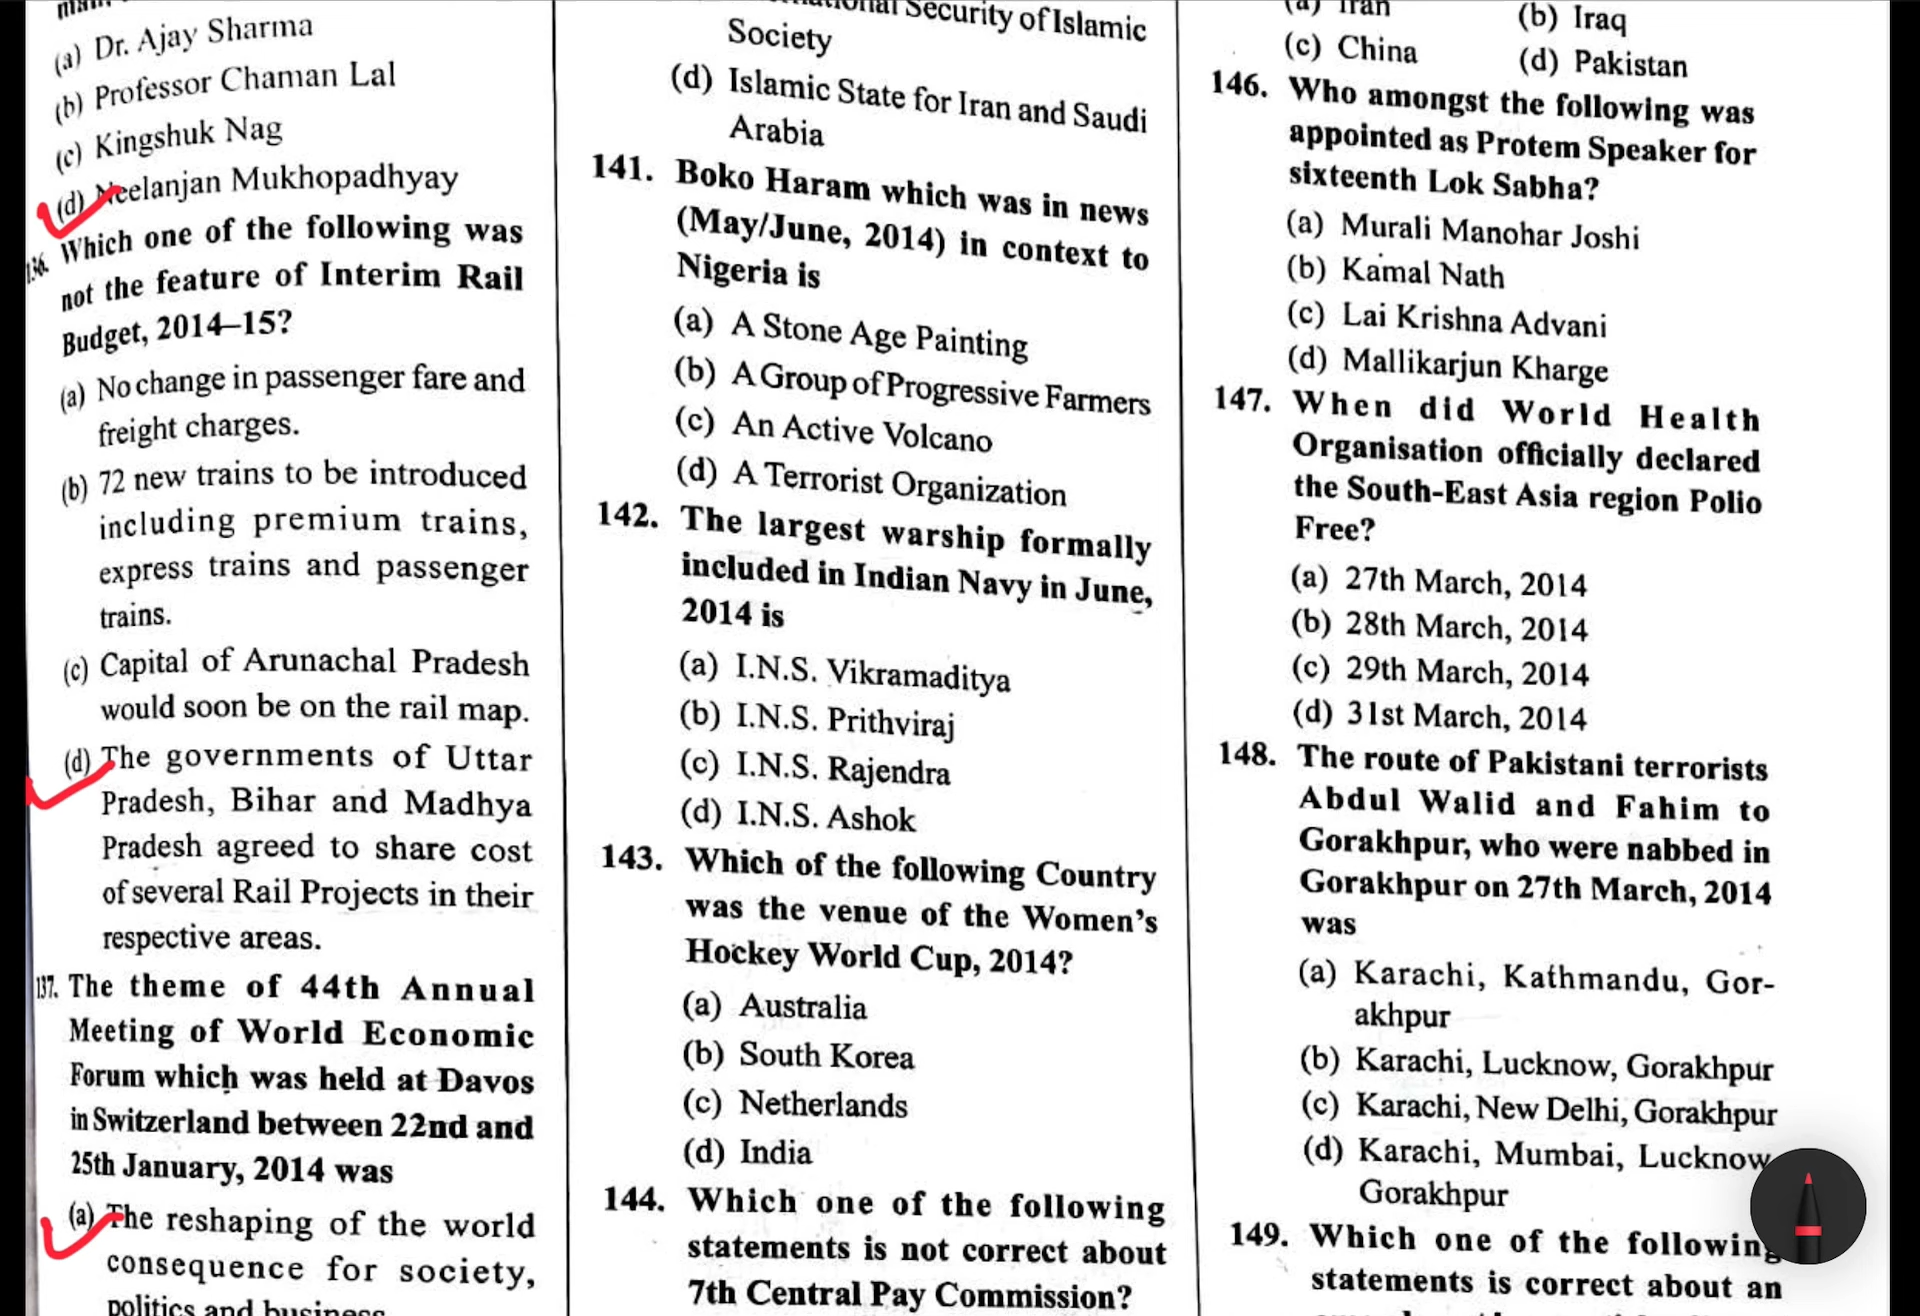 (a) Dr. Ajay Sharma
(b) Professor Chaman Lal
(c) Kingshuk Nag
(d) Neelanjan Mukhopadhyay
136. Which one of the following was
not the feature of Interim Rail
Budget, 2014–15?
(a) No change in passenger fare and
freight charges.
(b) 72 new trains to be introduced
including premium trains,
express trains and passenger
trains.
(c) Capital of Arunachal Pradesh
would soon be on the rail map.
(d) The governments of Uttar
Pradesh, Bihar and Madhya
Pradesh agreed to share cost
of several Rail Projects in their
respective areas.
137. The theme of 44th Annual
Meeting of World Economic
Forum which was held at Davos
in Switzerland between 22nd and
25th January, 2014 was
(a) The reshaping of the world
consequence for society,
politics and business
Security of Islamic
Society
(d) Islamic State for Iran and Saudi
Arabia
141. Boko Haram which was in news
(May/June, 2014) in context to
Nigeria is
(a) A Stone Age Painting
(b) A Group of Progressive Farmers
(c) An Active Volcano
(d) A Terrorist Organization
142. The largest warship formally
included in Indian Navy in June,
2014 is
(a) I.N.S. Vikramaditya
(b) I.N.S. Prithviraj
(c) I.N.S. Rajendra
(d) I.N.S. Ashok
143. Which of the following Country
was the venue of the Women's
Hockey World Cup, 2014?
(a) Australia
(b) South Korea
(c) Netherlands
(d) India
144. Which one of the following
statements is not correct about
7th Central Pay Commission?
(a) Iran (b) Iraq
(c) China (d) Pakistan
146. Who amongst the following was
appointed as Protem Speaker for
sixteenth Lok Sabha?
(a) Murali Manohar Joshi
(b) Kamal Nath
(c) Lai Krishna Advani
(d) Mallikarjun Kharge
147. When did World Health
Organisation officially declared
the South-East Asia region Polio
Free?
(a) 27th March, 2014
(b) 28th March, 2014
(c) 29th March, 2014
(d) 31st March, 2014
148. The route of Pakistani terrorists
Abdul Walid and Fahim to
Gorakhpur, who were nabbed in
Gorakhpur on 27th March, 2014
was
(a) Karachi, Kathmandu, Gor-
akhpur
(b) Karachi, Lucknow, Gorakhpur
(c) Karachi, New Delhi, Gorakhpur
(d) Karachi, Mumbai, Lucknow
Gorakhpur
149. Which one of the following
statements is correct about an